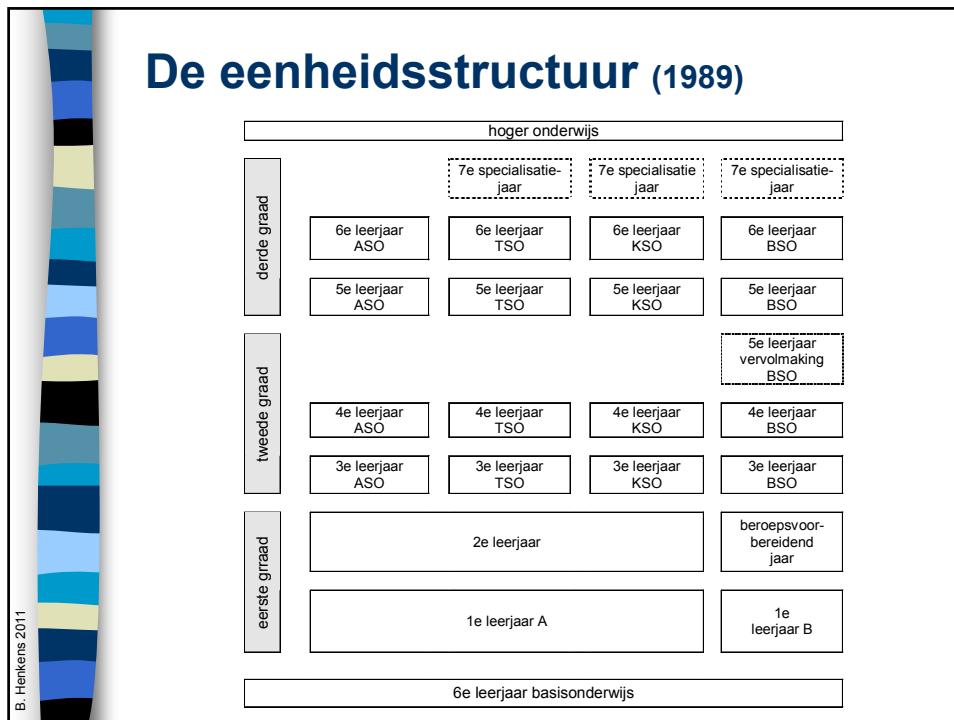 De eenheidsstructuur (1989)
hoger onderwijs
derde graad
7e specialisatie-
jaar
7e specialisatie
jaar
7e specialisatie-
jaar
6e leerjaar
ASO
6e leerjaar
TSO
6e leerjaar
KSO
6e leerjaar
BSO
5e leerjaar
ASO
5e leerjaar
TSO
5e leerjaar
KSO
5e leerjaar
BSO
tweede graad
5e leerjaar
vervolmaking
BSO
4e leerjaar
ASO
4e leerjaar
TSO
4e leerjaar
KSO
4e leerjaar
BSO
3e leerjaar
ASO
3e leerjaar
TSO
3e leerjaar
KSO
3e leerjaar
BSO
eerste grraad
2e leerjaar
beroepsvoor-
bereidend
jaar
1e leerjaar A
1e
leerjaar B
6e leerjaar basisonderwijs
B. Henkens 2011